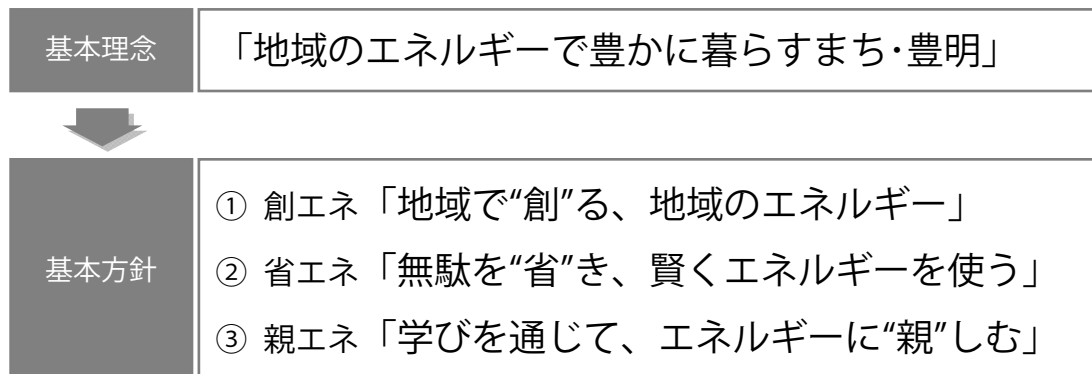 基本理念
「地域のエネルギーで豊かに暮らすまち・豊明」
基本方針
① 創エネ「地域で“創”る、地域のエネルギー」
② 省エネ「無駄を“省”き、賢くエネルギーを使う」
③ 親エネ「学びを通じて、エネルギーに“親”しむ」